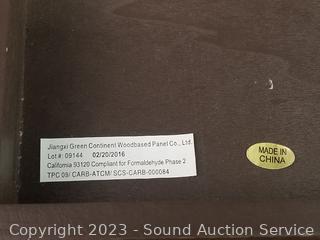 Jiangxi Green Continent Woodbased Panel Co., Ltd.
Lot #: 09144 02/20/2016
California 93120 Compliant for Formaldehyde Phase 2
TPC 09/ CARB-ATCM/ SCS-CARB-000084
MADE IN
CHINA
Copyright © 2023 - Sound Auction Service